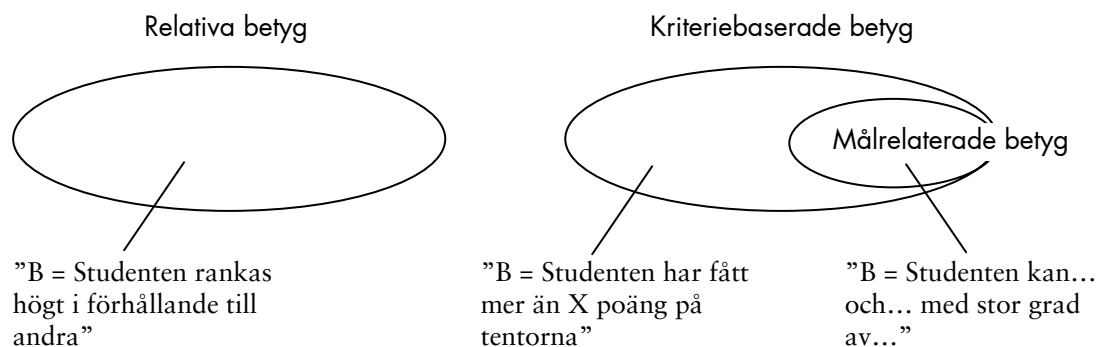 Relativa betyg
Kriteriebaserade betyg
Målrelaterade betyg
”B = Studenten rankas
högt i förhållande till
andra”
”B = Studenten har fått
mer än X poäng på
tentorna”
”B = Studenten kan…
och… med stor grad
av…”